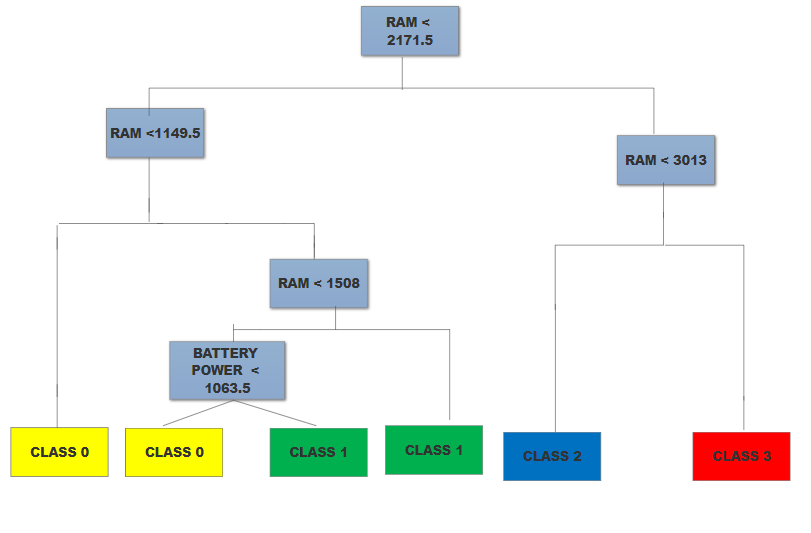 RAM <
2171.5
RAM <1149.5
RAM < 3013
RAM < 1508
BATTERY
POWER <
1063.5
CLASS 0
CLASS 0
CLASS 1
CLASS 1
CLASS 2
CLASS 3